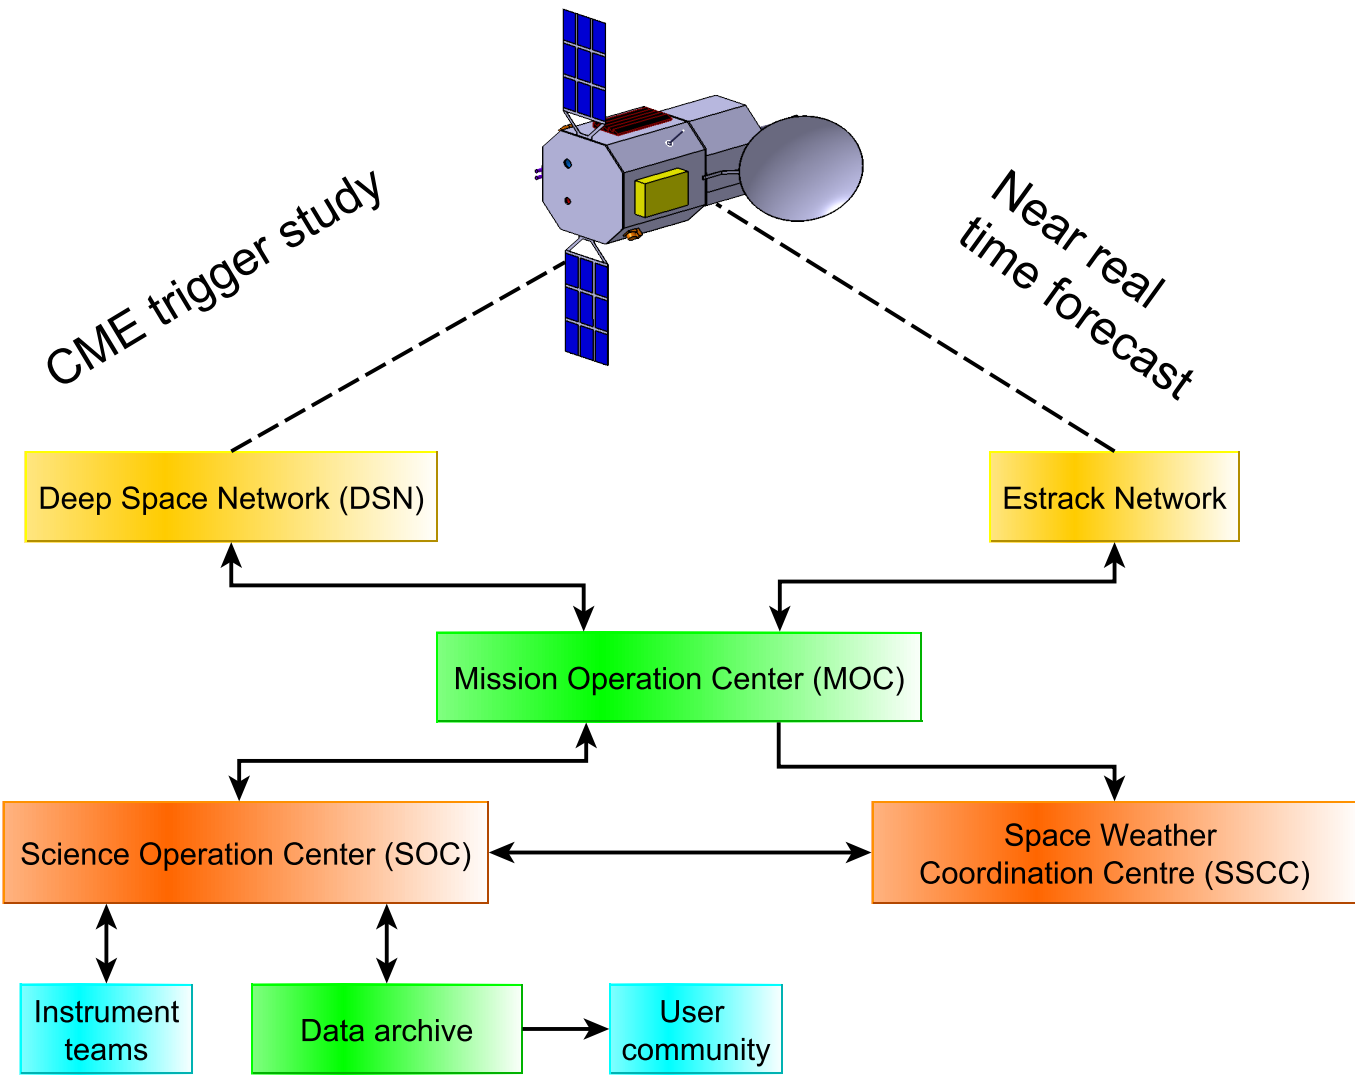 CME trigger study
Near real
time forecast
Deep Space Network (DSN)
Estrack Network
Mission Operation Center (MOC)
Science Operation Center (SOC)
Space Weather
Coordination Centre (SSCC)
Instrument
teams
Data archive
User
community